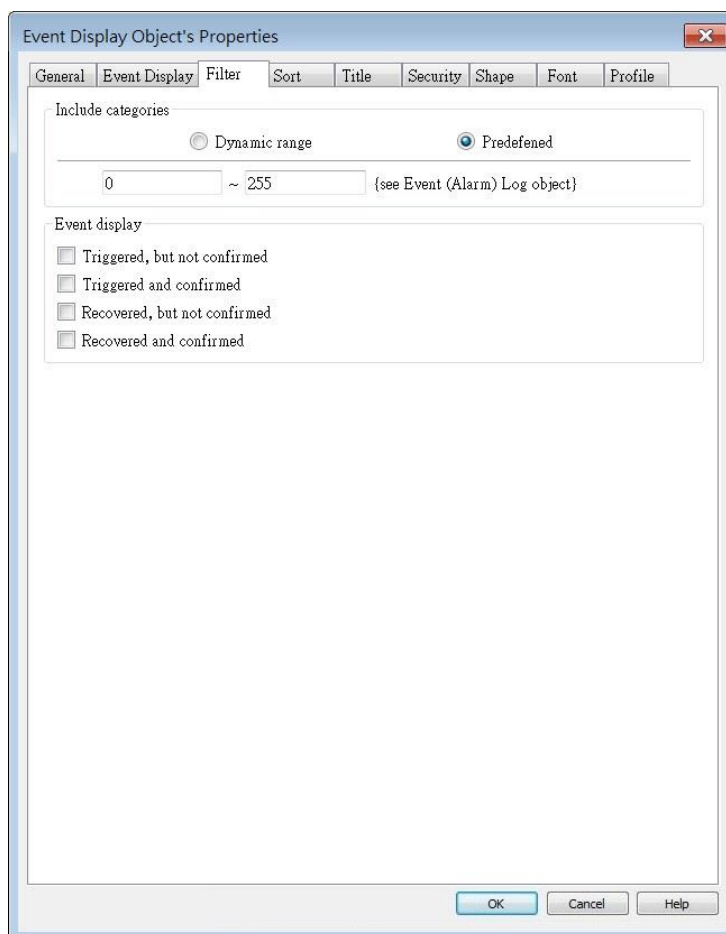 Event Display Object's Properties
General Event Display Filter Sort Title Security Shape Font Profile
Include categories
Dynamic range Predefened
0 ~ 255 {see Event (Alarm) Log object}
Event display
Triggered, but not confirmed
Triggered and confirmed
Recovered, but not confirmed
Recovered and confirmed
OK Cancel Help